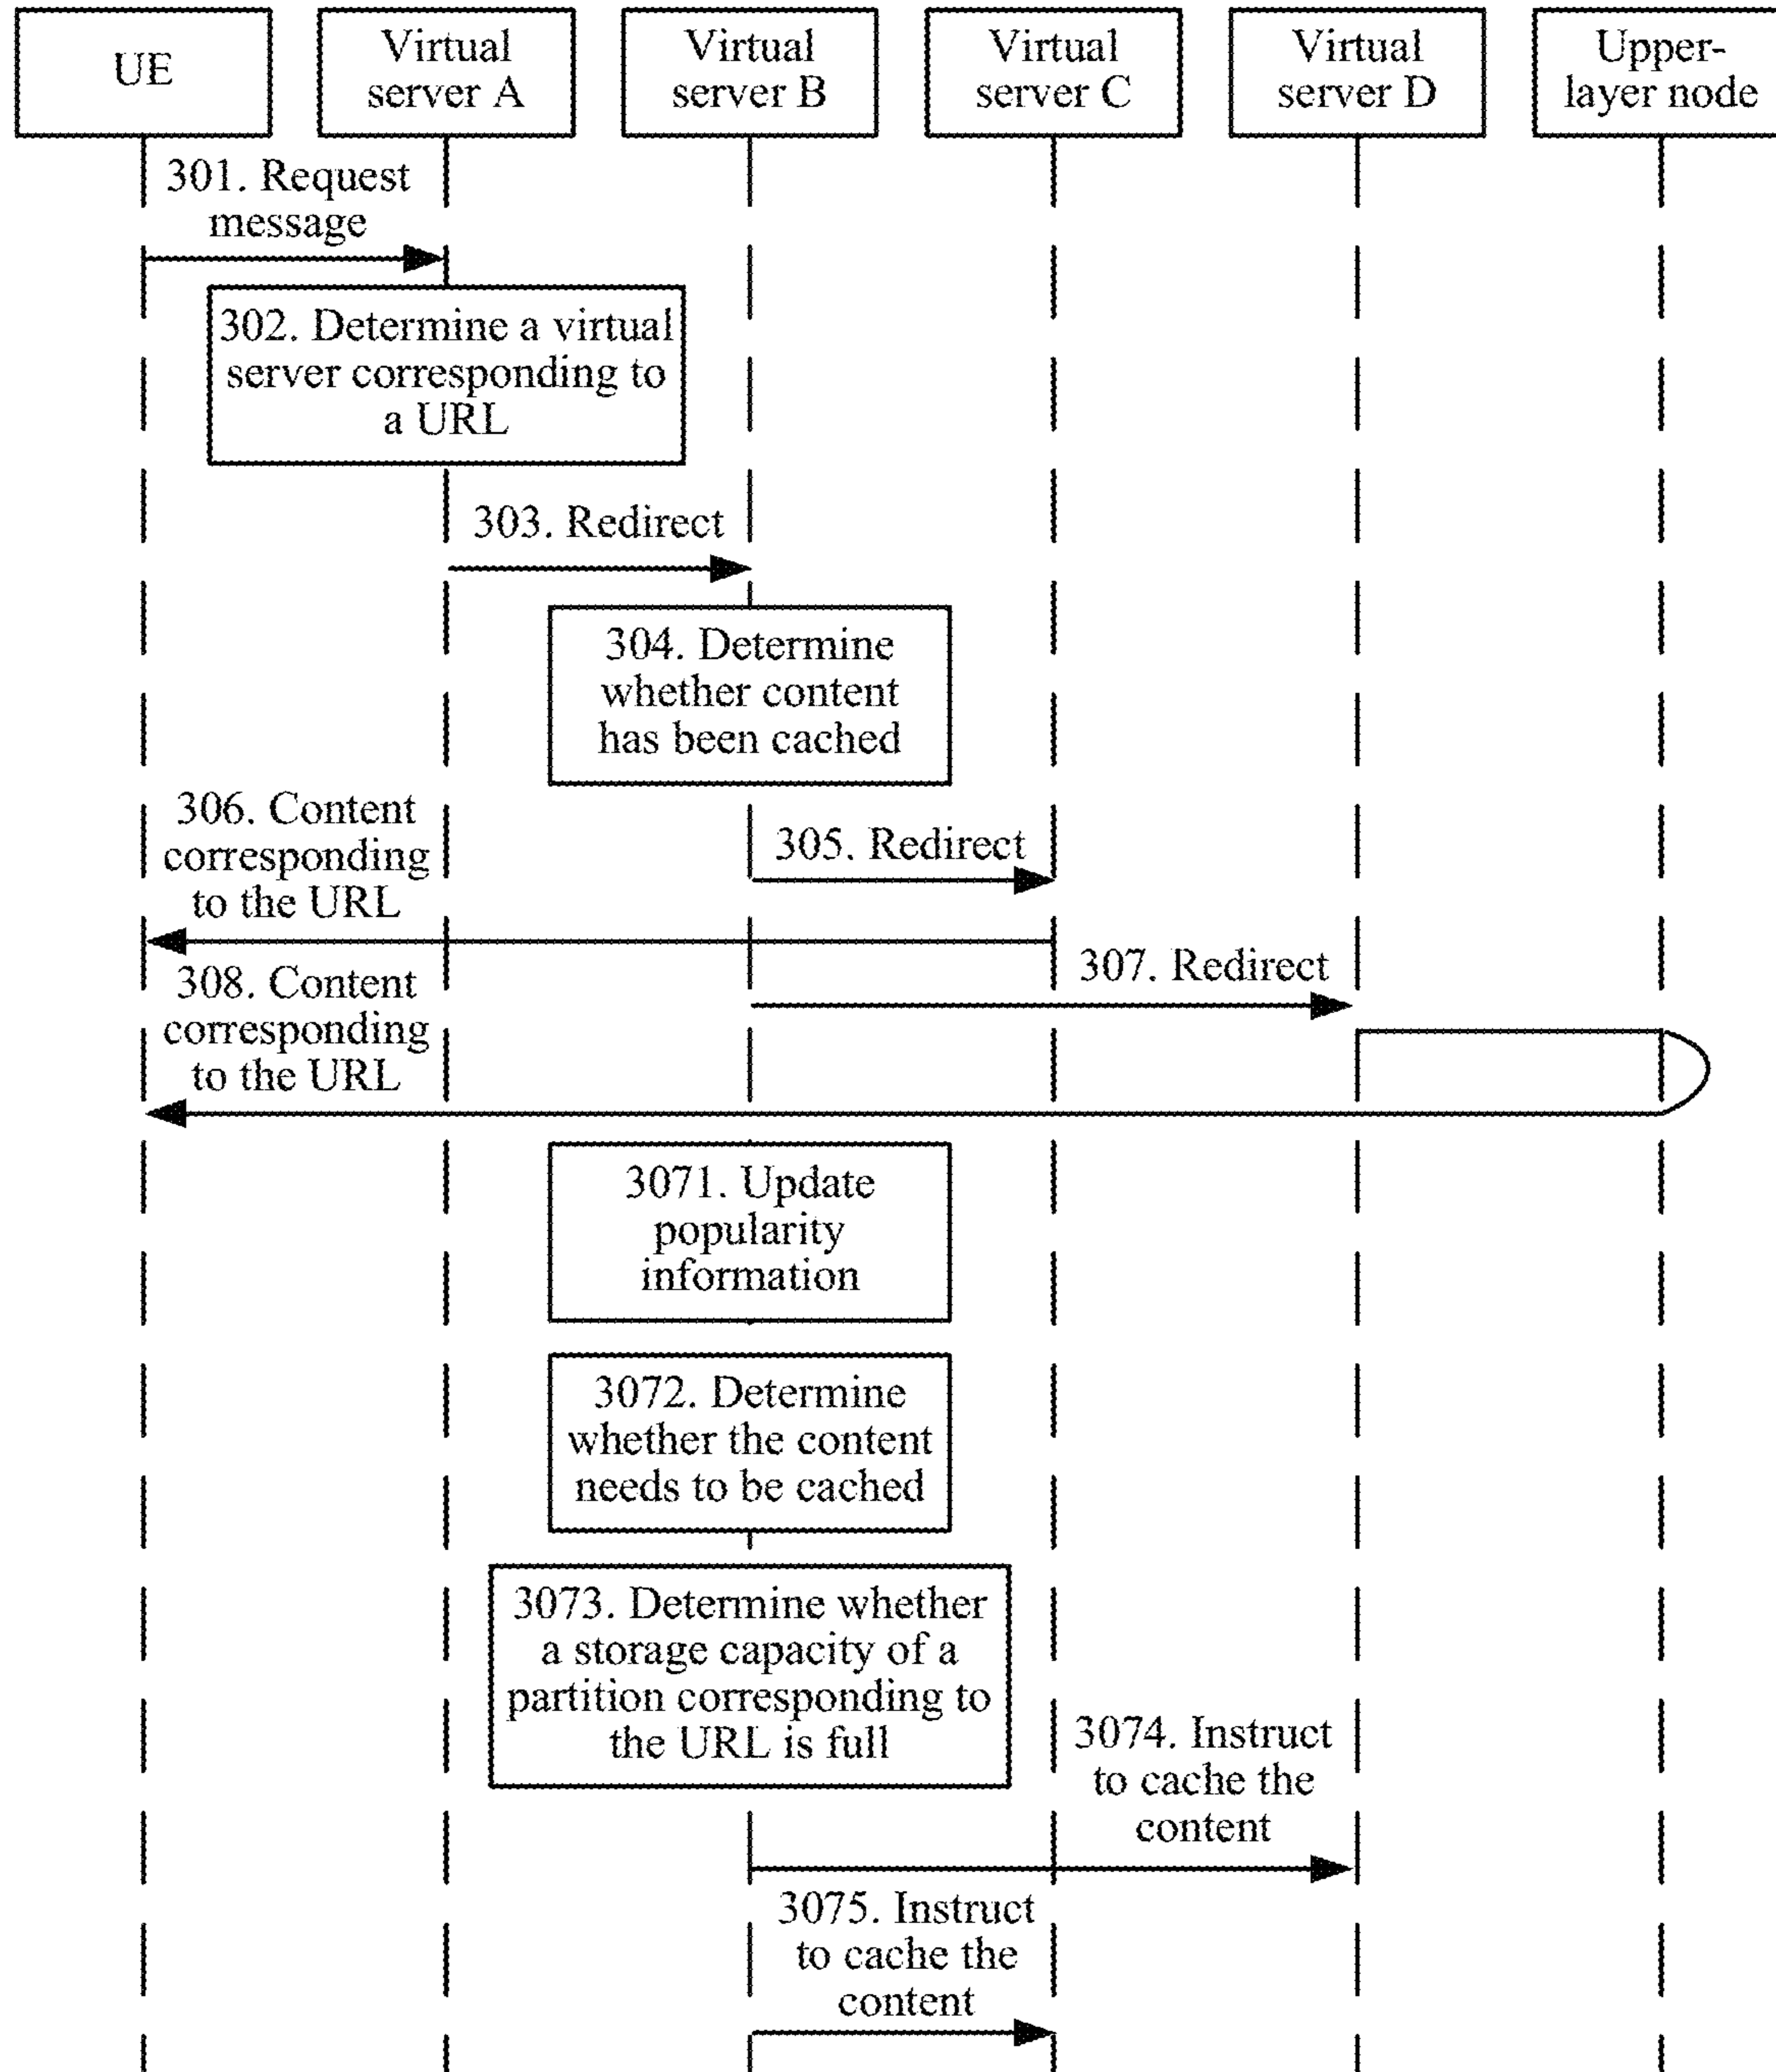 UE
Virtual
server A
Virtual
server B
Virtual
server C
Virtual
server D
Upper-
layer node
301. Request
message
302. Determine a virtual
server corresponding to
a URL
303. Redirect
304. Determine
whether content
has been cached
305. Redirect
306. Content
corresponding
to the URL
307. Redirect
308. Content
corresponding
to the URL
3071. Update
popularity
information
3072. Determine
whether the content
needs to be cached
3073. Determine whether
a storage capacity of a
partition corresponding to
the URL is full
3074. Instruct
to cache the
content
3075. Instruct
to cache the
content